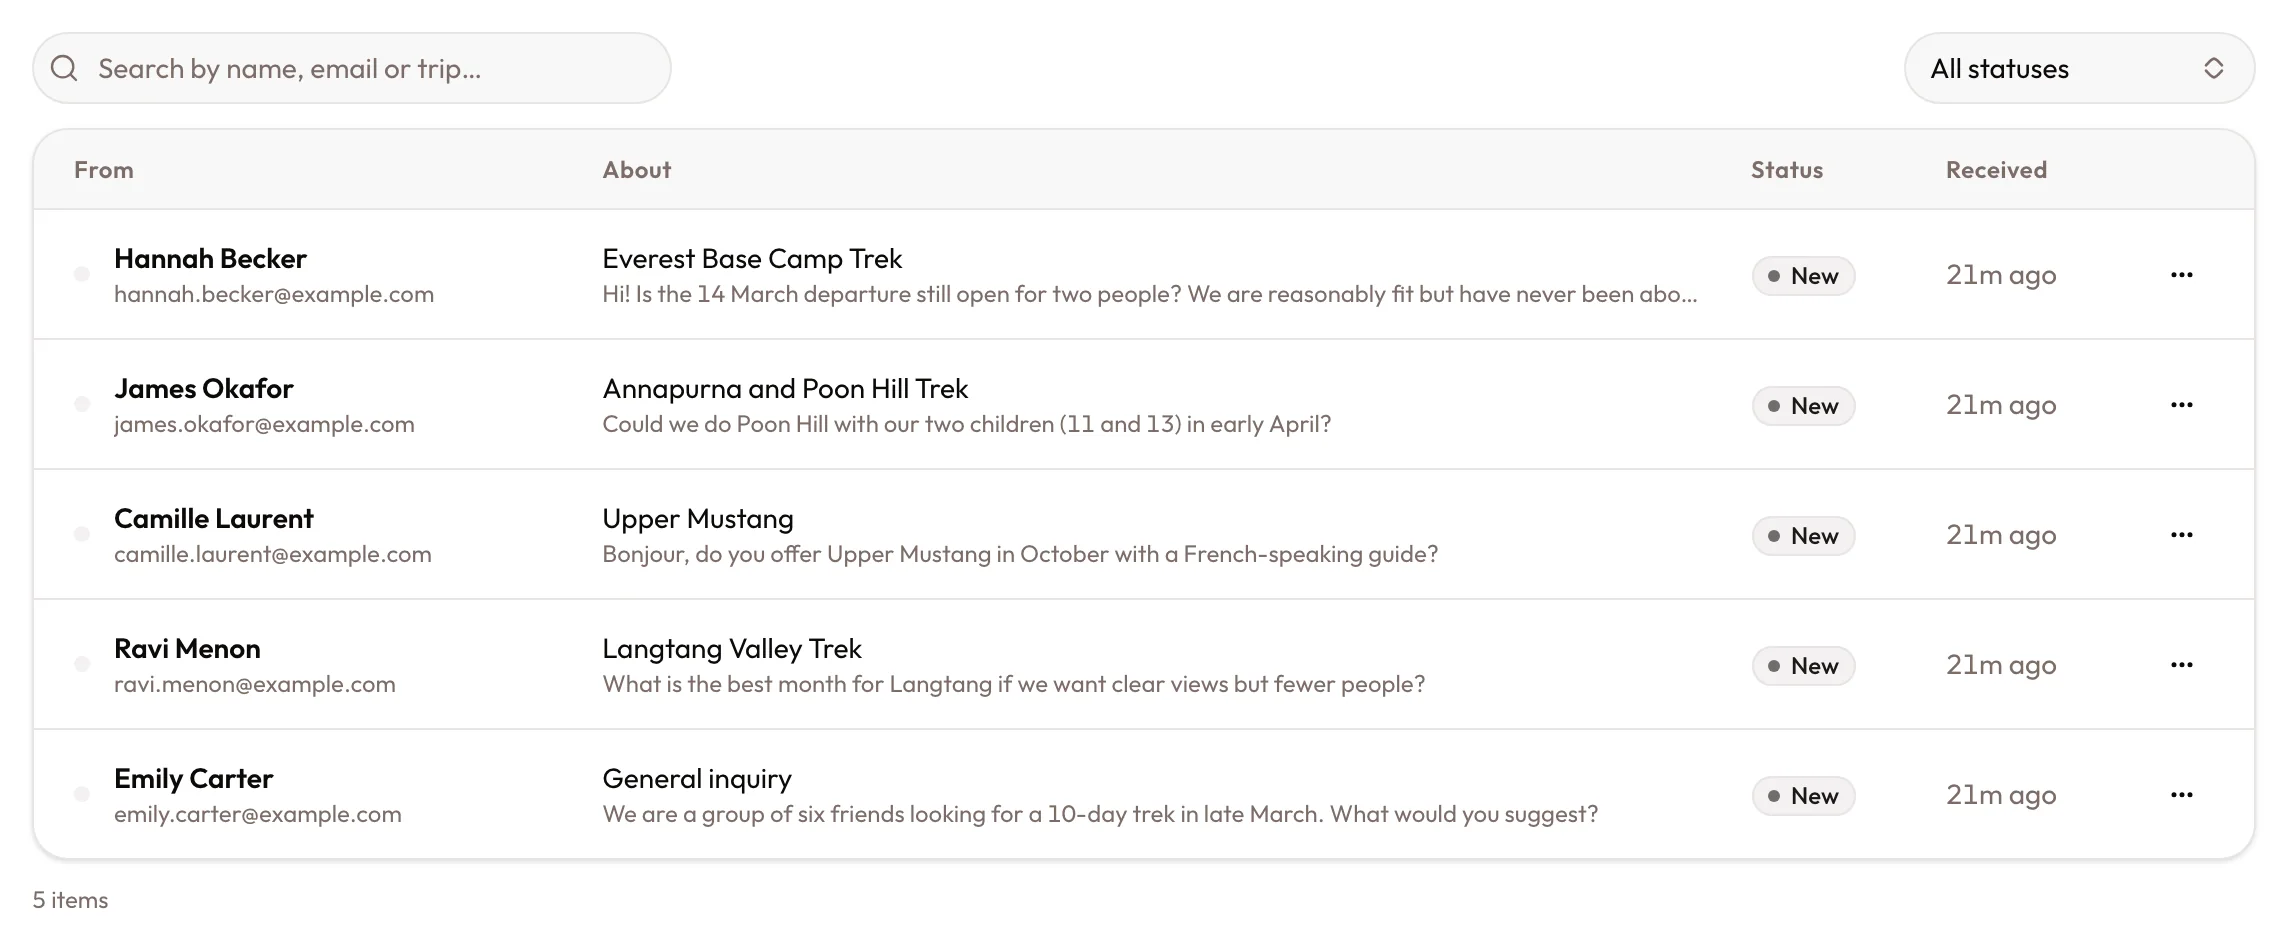 Search by name, email or trip...
All statuses
From About Status Received
Hannah Becker
hannah.becker@example.com
Everest Base Camp Trek
Hi! Is the 14 March departure still open for two people? We are reasonably fit but have never been abo...
New
21m ago
James Okafor
james.okafor@example.com
Annapurna and Poon Hill Trek
Could we do Poon Hill with our two children (11 and 13) in early April?
New
21m ago
Camille Laurent
camille.laurent@example.com
Upper Mustang
Bonjour, do you offer Upper Mustang in October with a French-speaking guide?
New
21m ago
Ravi Menon
ravi.menon@example.com
Langtang Valley Trek
What is the best month for Langtang if we want clear views but fewer people?
New
21m ago
Emily Carter
emily.carter@example.com
General inquiry
We are a group of six friends looking for a 10-day trek in late March. What would you suggest?
New
21m ago
5 items